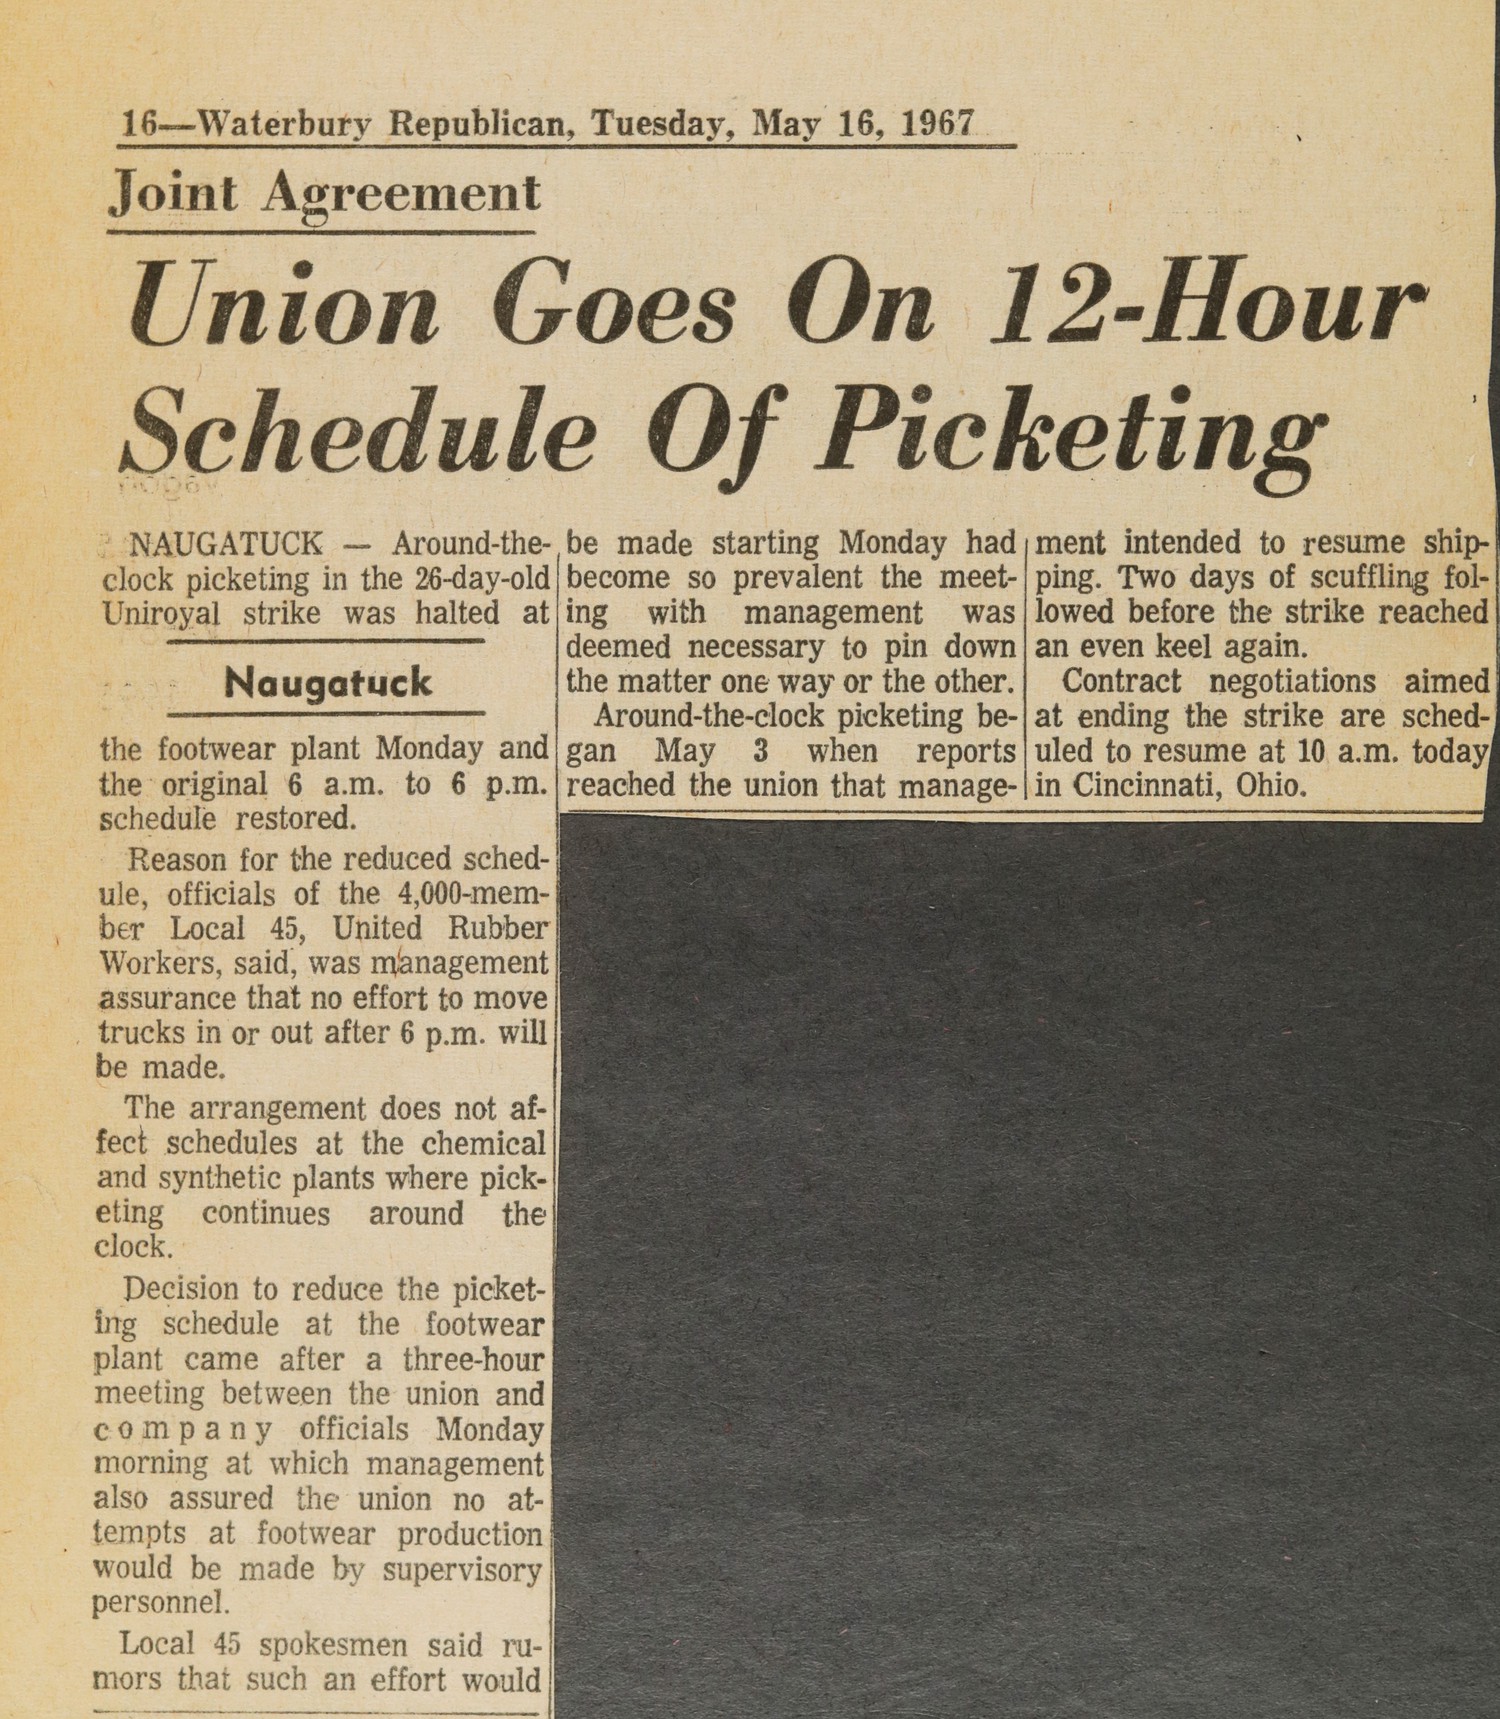 16—Waterbury Republican, Tuesday, May 16, 1967
Joint Agreement
Union Goes On 12-Hour
Schedule Of Picketing
NAUGATUCK — Around-the-
clock picketing in the 26-day-old
Uniroyal strike was halted at
Naugatuck
the footwear plant Monday and
the original 6 a.m. to 6 p.m.
schedule restored.
Reason for the reduced sched-
ule, officials of the 4,000-mem-
ber Local 45, United Rubber
Workers, said, was management
assurance that no effort to move
trucks in or out after 6 p.m. will
be made.
The arrangement does not af-
fect schedules at the chemical
and synthetic plants where pick-
eting continues around the
clock.
Decision to reduce the picket-
ing schedule at the footwear
plant came after a three-hour
meeting between the union and
company officials Monday
morning at which management
also assured the union no at-
tempts at footwear production
would be made by supervisory
personnel.
Local 45 spokesmen said ru-
mors that such an effort would
be made starting Monday had
become so prevalent the meet-
ing with management was
deemed necessary to pin down
the matter one way or the other.
Around-the-clock picketing be-
gan May 3 when reports
reached the union that manage-
ment intended to resume ship-
ping. Two days of scuffling fol-
lowed before the strike reached
an even keel again.
Contract negotiations aimed
at ending the strike are sched-
uled to resume at 10 a.m. today
in Cincinnati, Ohio.